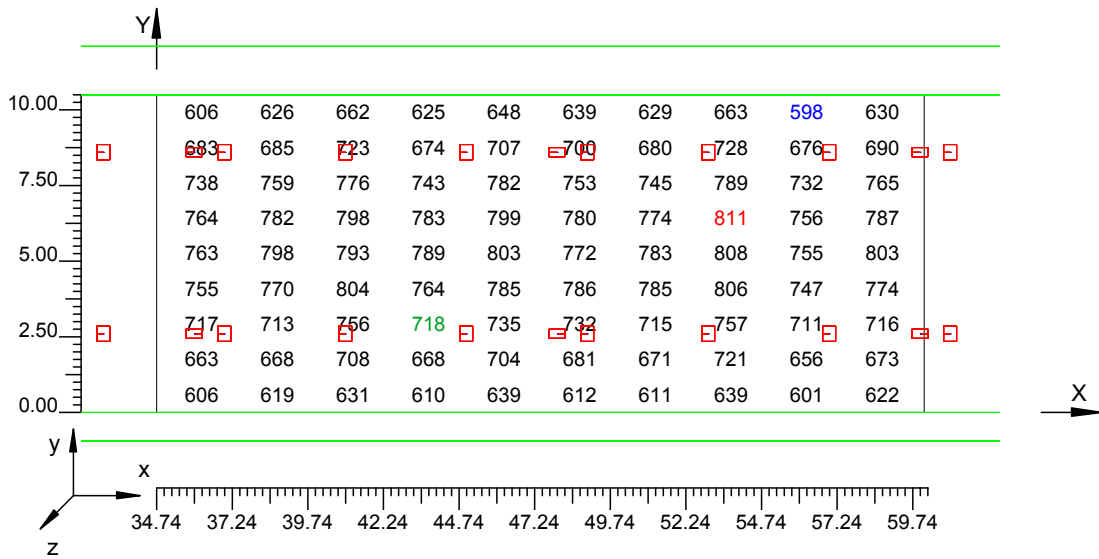 Y
10.00 606 626 662 625 648 639 629 663 598 630
683 685 723 674 707 700 680 728 676 690
7.50 738 759 776 743 782 753 745 789 732 765
764 782 798 783 799 780 774 811 756 787
5.00 763 798 793 789 803 772 783 808 755 803
755 770 804 764 785 786 785 806 747 774
2.50 717 713 756 718 735 732 715 757 711 716
663 668 708 668 704 681 671 721 656 673
0.00 606 619 631 610 639 612 611 639 601 622
X
y
x
34.74 37.24 39.74 42.24 44.74 47.24 49.74 52.24 54.74 57.24 59.74
z